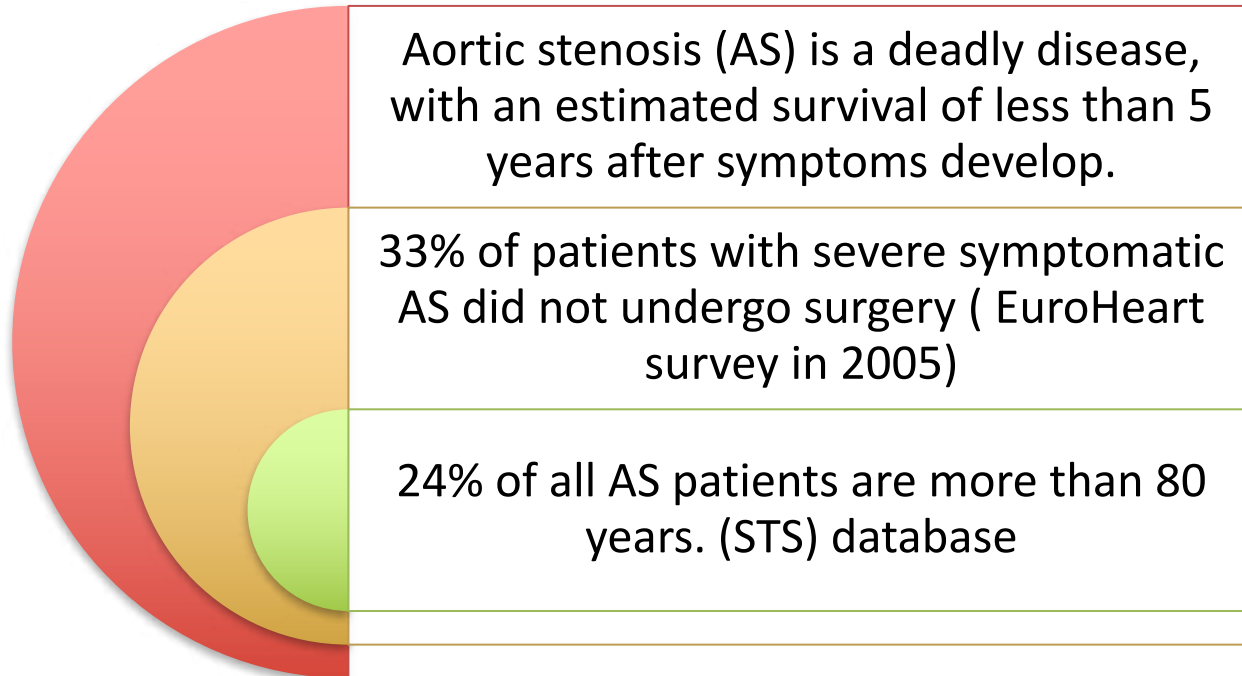 Aortic stenosis (AS) is a deadly disease,
with an estimated survival of less than 5
years after symptoms develop.
33% of patients with severe symptomatic
AS did not undergo surgery ( EuroHeart
survey in 2005)
24% of all AS patients are more than 80
years. (STS) database